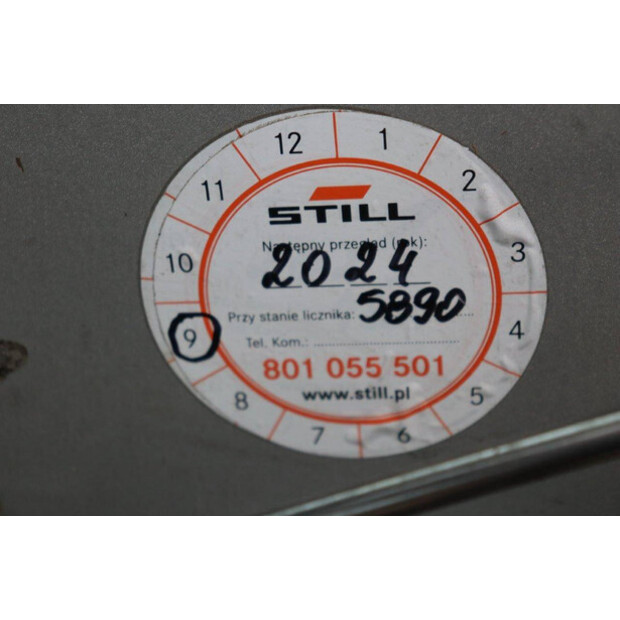 12
1
2
3
4
5
6
7
8
9
10
11
STILL
Następny przegląd (rok):
2024
Przy stanie licznika: 5890
Tel. Kom.:
801 055 501
www.still.pl